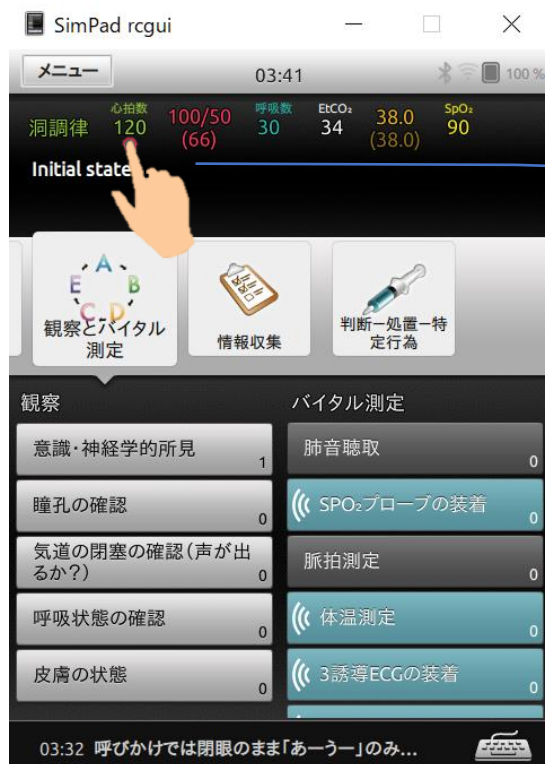 SimPad rcgui
メニュー 03:41 100 %
心拍数 呼吸数 EtCO₂ SpO₂
洞調律 120 100/50 30 34 38.0 90
(66) (38.0)
Initial state
A
E B
C D
観察とバイタル
測定
情報収集
判断ー処置ー特
定行為
観察 バイタル測定
意識・神経学的所見 1
肺音聴取 0
瞳孔の確認 0
SPO₂プローブの装着 0
気道の閉塞の確認(声が出
るか?) 0
脈拍測定 0
呼吸状態の確認 0
体温測定 0
皮膚の状態 0
3誘導ECGの装着 0
03:32 呼びかけでは閉眼のまま「あーうー」のみ...